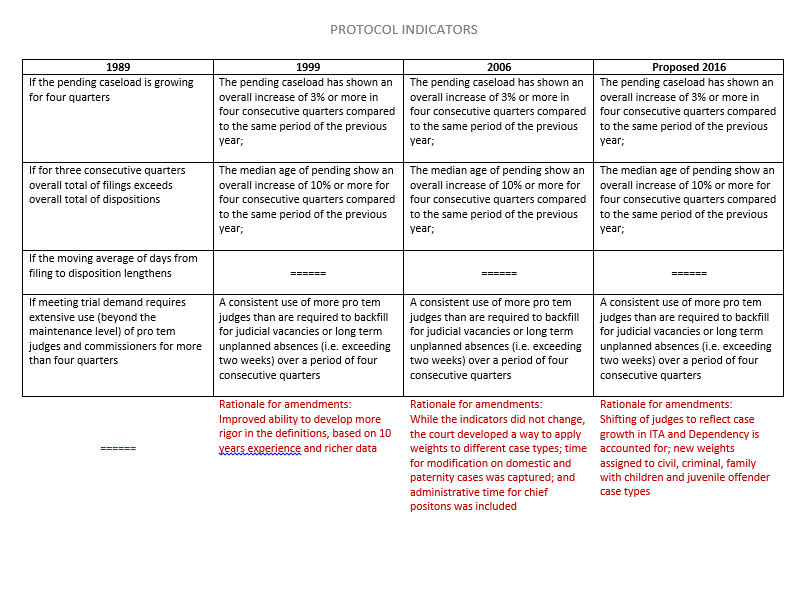 PROTOCOL INDICATORS
1989
1999
2006
Proposed 2016
If the pending caseload is growing
for four quarters
The pending caseload has shown an
overall increase of 3% or more in
four consecutive quarters compared
to the same period of the previous
year;
The pending caseload has shown an
overall increase of 3% or more in
four consecutive quarters compared
to the same period of the previous
year;
The pending caseload has shown an
overall increase of 3% or more in
four consecutive quarters compared
to the same period of the previous
year;
If for three consecutive quarters
overall total of filings exceeds
overall total of dispositions
The median age of pending show an
overall increase of 10% or more for
four consecutive quarters compared
to the same period of the previous
year;
The median age of pending show an
overall increase of 10% or more for
four consecutive quarters compared
to the same period of the previous
year;
The median age of pending show an
overall increase of 10% or more for
four consecutive quarters compared
to the same period of the previous
year;
If the moving average of days from
filing to disposition lengthens
======
======
======
If meeting trial demand requires
extensive use (beyond the
maintenance level) of pro tem
judges and commissioners for more
than four quarters
A consistent use of more pro tem
judges than are required to backfill
for judicial vacancies or long term
unplanned absences (i.e. exceeding
two weeks) over a period of four
consecutive quarters
A consistent use of more pro tem
judges than are required to backfill
for judicial vacancies or long term
unplanned absences (i.e. exceeding
two weeks) over a period of four
consecutive quarters
A consistent use of more pro tem
judges than are required to backfill
for judicial vacancies or long term
unplanned absences (i.e. exceeding
two weeks) over a period of four
consecutive quarters
======
Rationale for amendments:
Improved ability to develop more
rigor in the definitions, based on 10
years experience and richer data
Rationale for amendments:
While the indicators did not change,
the court developed a way to apply
weights to different case types; time
for modification on domestic and
paternity cases was captured; and
administrative time for chief
positons was included
Rationale for amendments:
Shifting of judges to reflect case
growth in ITA and Dependency is
accounted for; new weights
assigned to civil, criminal, family
with children and juvenile offender
case types